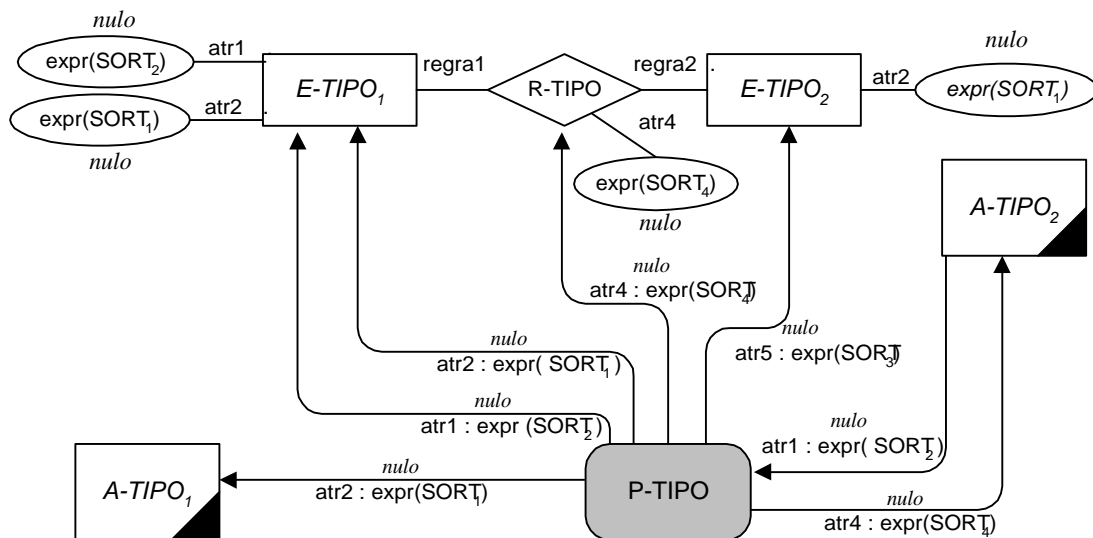 nulo
nulo
atr1
expr(SORT2)
E-TIPO1
regra1
R-TIPO
regra2
E-TIPO2
atr2
expr(SORT1)
atr2
expr(SORT1)
nulo
atr4
expr(SORT4)
nulo
A-TIPO2
nulo
atr4 : expr(SORT4)
nulo
atr2 : expr( SORT1)
nulo
atr5 : expr(SORT3)
nulo
atr1 : expr (SORT2)
nulo
atr1 : expr( SORT2)
A-TIPO1
nulo
atr2 : expr(SORT1)
P-TIPO
nulo
atr4 : expr(SORT4)